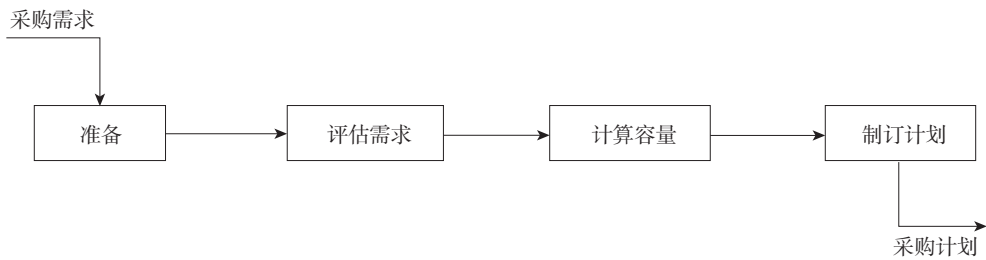 采购需求
准备
评估需求
计算容量
制订计划
采购计划